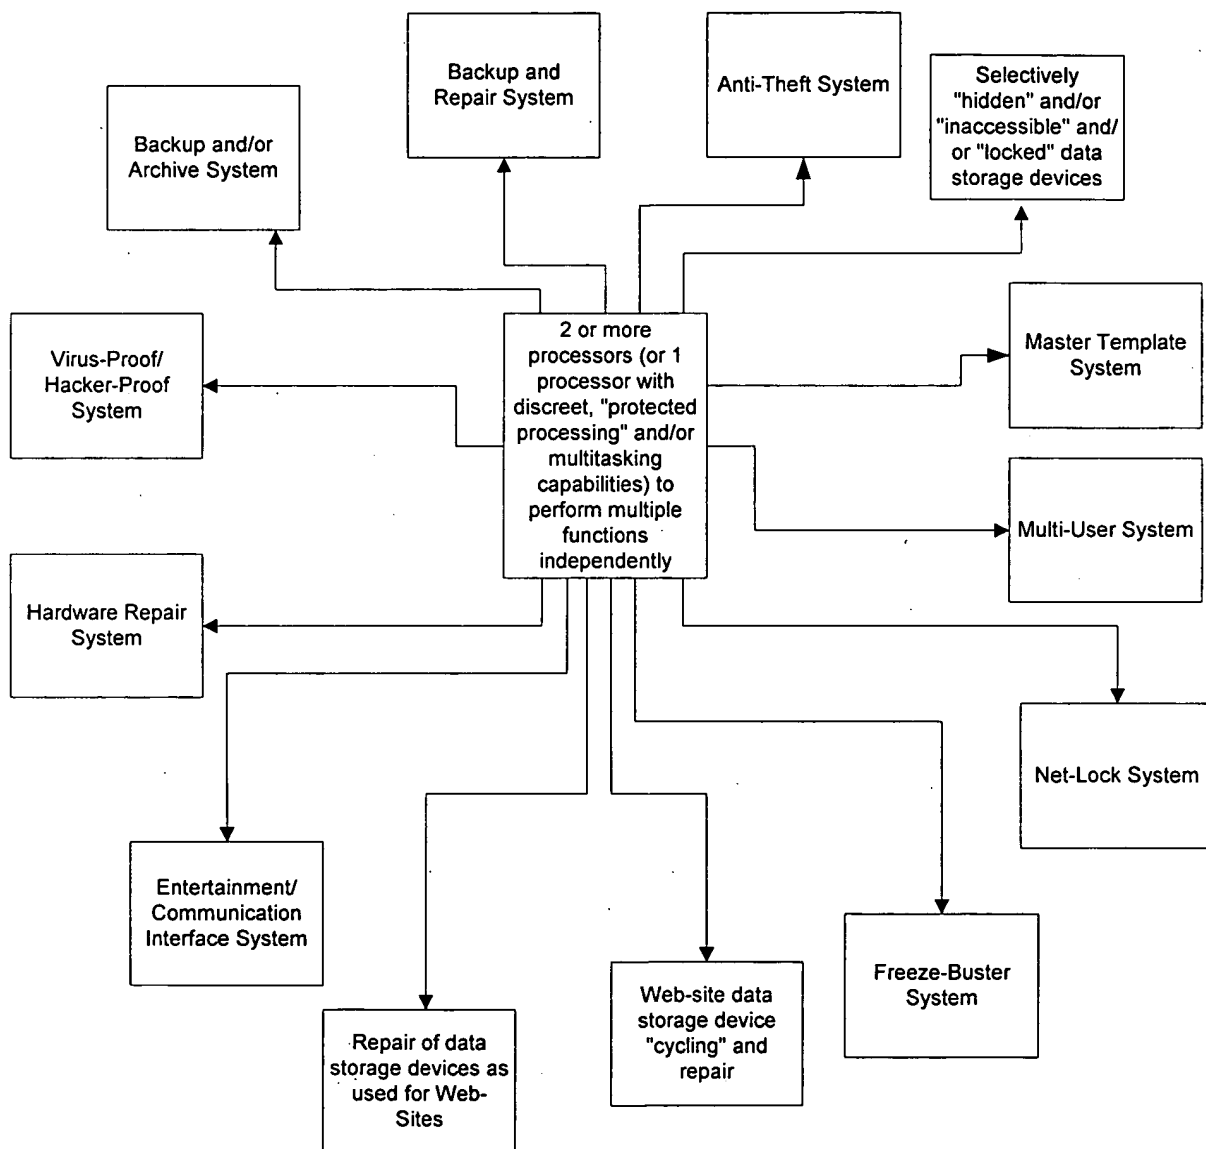 Backup and
Repair System
Anti-Theft System
Selectively
"hidden" and/or
"inaccessible" and/
or "locked" data
storage devices
Backup and/or
Archive System
Virus-Proof/
Hacker-Proof
System
2 or more
processors (or 1
processor with
discreet, "protected
processing" and/or
multitasking
capabilities) to
perform multiple
functions
independently
Master Template
System
Multi-User System
Hardware Repair
System
Net-Lock System
Entertainment/
Communication
Interface System
Freeze-Buster
System
Web-site data
storage device
"cycling" and
repair
Repair of data
storage devices as
used for Web-
Sites